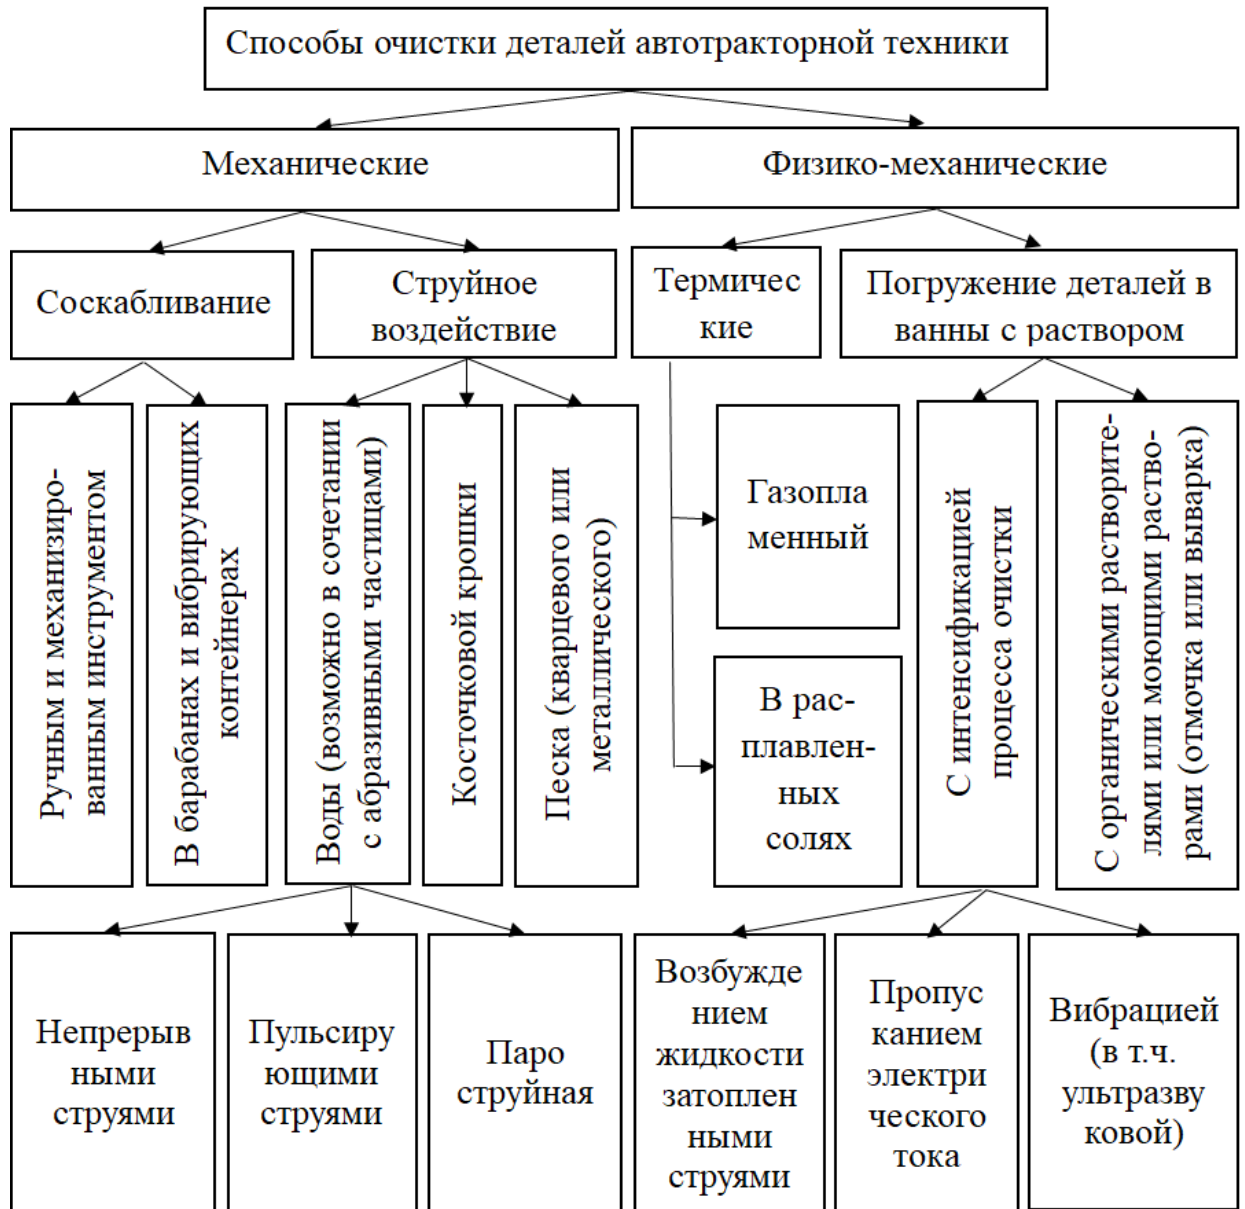 Способы очистки деталей автотракторной техники
Механические
Физико-механические
Соскабливание
Струйное
воздействие
Термичес
кие
Погружение деталей в
ванны с раствором
Ручным и механизиро-
ванным инструментом
В барабанах и вибрирующих
контейнерах
Воды (возможно в сочетании
с абразивными частицами)
Косточковой крошки
Песка (кварцевого или
металлического)
Газопла
менный
В рас-
плавлен-
ных
солях
С интенсификацией
процесса очистки
С органическими растворите-
лями или моющими раство-
рами (отмочка или выварка)
Непрерыв
ными
струями
Пульсиру
ющими
струями
Паро
струйная
Возбужде
нием
жидкости
затоплен
ными
струями
Пропус
канием
электри
ческого
тока
Вибрацией
(в т.ч.
ультразву
ковой)